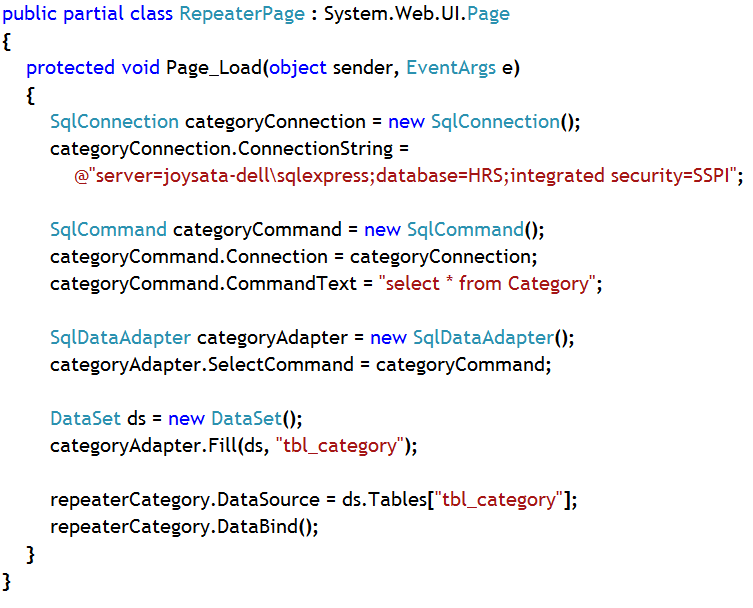 public partial class RepeaterPage : System.Web.UI.Page
{
protected void Page_Load(object sender, EventArgs e)
{
SqlConnection categoryConnection = new SqlConnection();
categoryConnection.ConnectionString =
@"server=joysata-dell\sqlexpress;database=HRS;integrated security=SSPI";
SqlCommand categoryCommand = new SqlCommand();
categoryCommand.Connection = categoryConnection;
categoryCommand.CommandText = "select * from Category";
SqlDataAdapter categoryAdapter = new SqlDataAdapter();
categoryAdapter.SelectCommand = categoryCommand;
DataSet ds = new DataSet();
categoryAdapter.Fill(ds, "tbl_category");
repeaterCategory.DataSource = ds.Tables["tbl_category"];
repeaterCategory.DataBind();
}
}